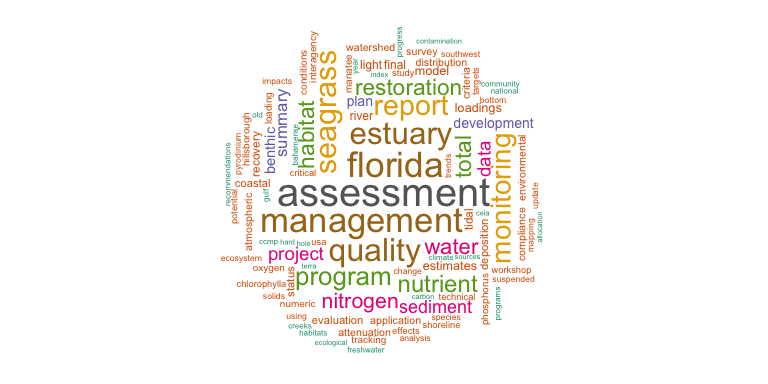 contamination
progress
watershed
survey
southwest
interagency
conditions
seagrass
year
manatee
light
final
distribution
index
study
model
criteria
targets
impacts
restoration
community
national
plan
report
bottom
loadings
old
loading
summary
habitat
river
development
recommendations
pyrodinium
hillsborough
recovery
benthic
bahamense
estuary
total
data
monitoring
environmental
critical
florida
trends
coastal
potential
gulf
assessment
compliance
mapping
update
allocation
atmospheric
management
tidal
ceia
deposition
ccmp
hard
hole
usa
project
quality
water
climate
sources
ecosystem
oxygen
terra
change
estimates
workshop
suspended
status
program
nutrient
phosphorus
programs
chlorophylla
solids
numeric
nitrogen
carbon
technical
sediment
using
creeks
evaluation
application
species
shoreline
habitats
attenuation
effects
ecological
tracking
analysis
freshwater